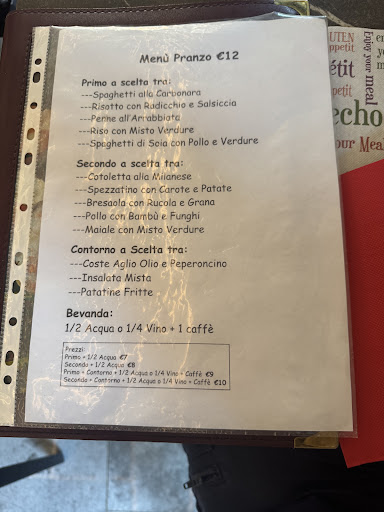 Menù Pranzo €12
Primo a scelta tra:
---Spaghetti alla Carbonara
---Risotto con Radicchio e Salsiccia
---Penne all'Arrabbiata
---Riso con Misto Verdure
---Spaghetti di Soia con Pollo e Verdure
Secondo a scelta tra:
---Cotoletta alla Milanese
---Spezzatino con Carote e Patate
---Bresaola con Rucola e Grana
---Pollo con Bambù e Funghi
---Maiale con Misto Verdure
Contorno a Scelta tra:
---Coste Aglio Olio e Peperoncino
---Insalata Mista
---Patatine Fritte
Bevanda:
1/2 Acqua o 1/4 Vino + 1 caffè
Prezzi:
Primo + 1/2 Acqua €7
Secondo + 1/2 Acqua €8
Primo + Contorno + 1/2 Acqua o 1/4 Vino + Caffè €9
Secondo + Contorno + 1/2 Acqua o 1/4 Vino + Caffè €10
Enjoy your meal